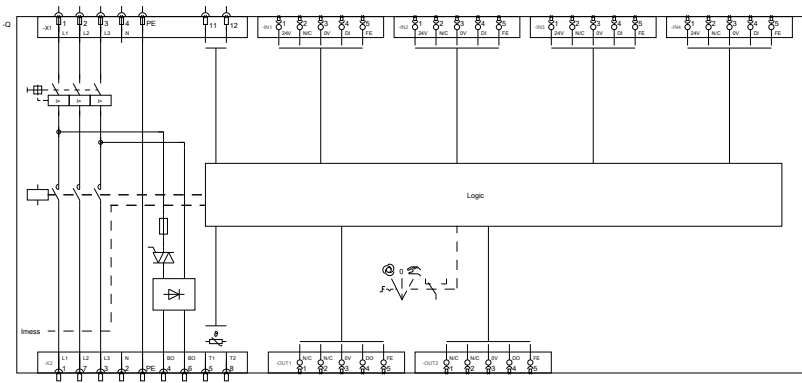 -Q
-X1 1 2 3 4 PE 11 12
L1 L2 L3 N
-IN1 1 2 3 4 5
24V N/C 0V DI FE
-IN2 1 2 3 4 5
24V N/C 0V DI FE
-IN3 1 2 3 4 5
24V N/C 0V DI FE
-IN4 1 2 3 4 5
24V N/C 0V DI FE
I> I> I>
Logic
0
Imess
ϑ
-X2 L1 L2 L3 N BD BD T1 T2
1 7 3 2 PE 4 6 5 8
-OUT1 N/C N/C 0V DO FE
1 2 3 4 5
-OUT2 N/C N/C 0V DO FE
1 2 3 4 5